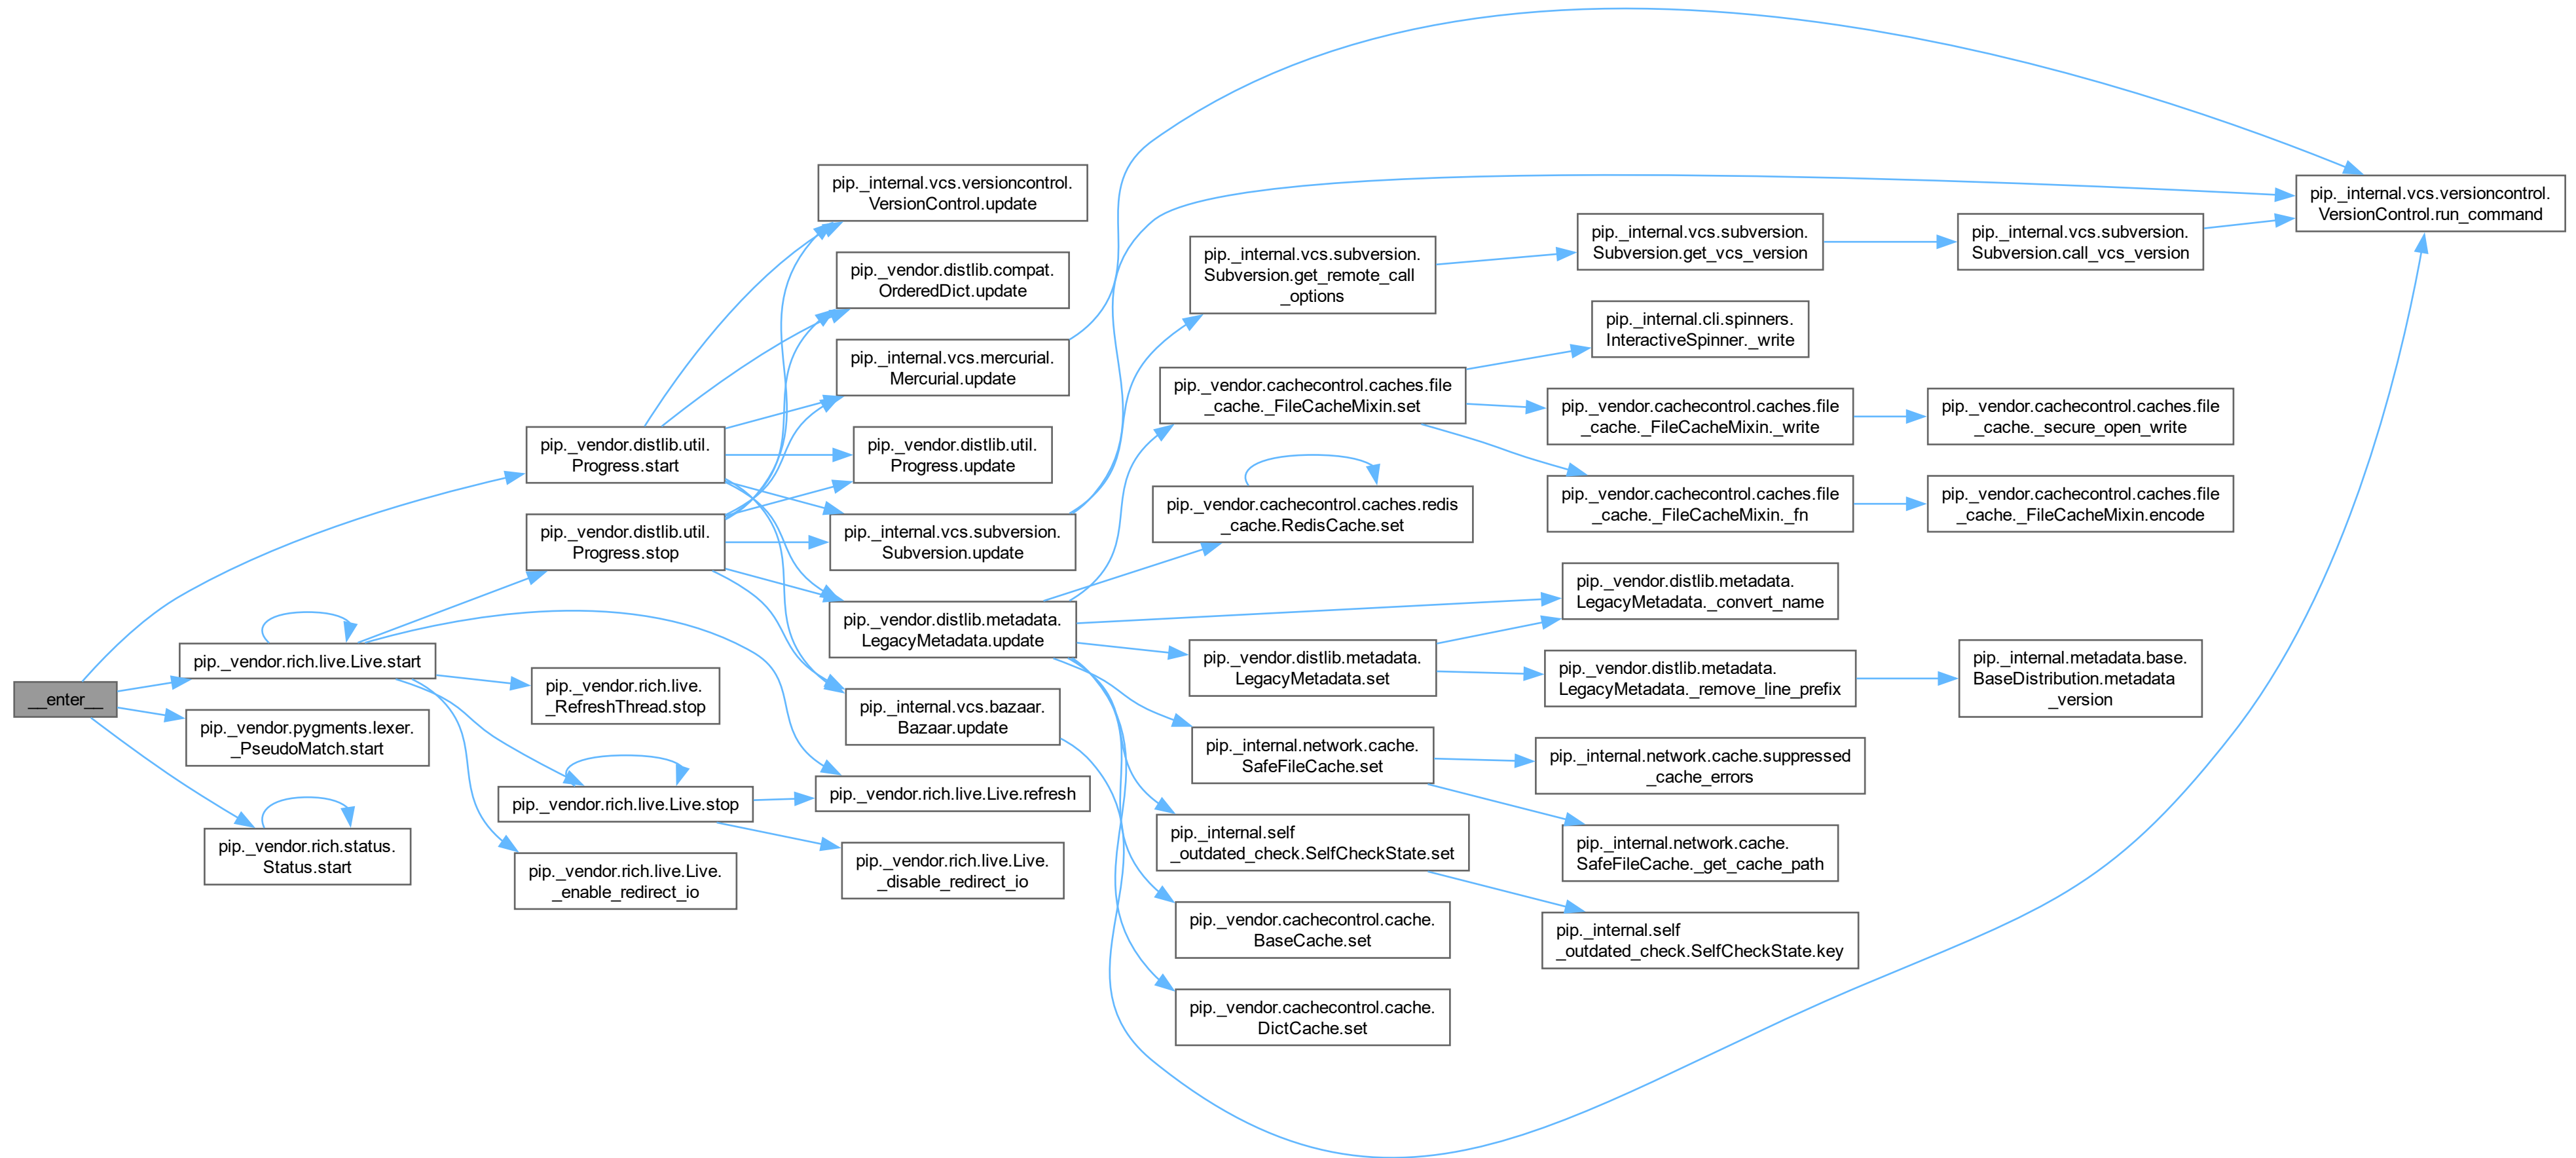 __enter__
pip._vendor.distlib.util.
Progress.start
pip._vendor.distlib.util.
Progress.stop
pip._vendor.rich.live.Live.start
pip._vendor.rich.live.
_RefreshThread.stop
pip._vendor.pygments.lexer.
_PseudoMatch.start
pip._vendor.rich.live.Live.stop
pip._vendor.rich.status.
Status.start
pip._vendor.rich.live.Live.
_enable_redirect_io
pip._internal.vcs.versioncontrol.
VersionControl.update
pip._vendor.distlib.compat.
OrderedDict.update
pip._internal.vcs.mercurial.
Mercurial.update
pip._vendor.distlib.util.
Progress.update
pip._internal.vcs.subversion.
Subversion.update
pip._vendor.distlib.metadata.
LegacyMetadata.update
pip._internal.vcs.bazaar.
Bazaar.update
pip._vendor.rich.live.Live.refresh
pip._vendor.rich.live.Live.
_disable_redirect_io
pip._internal.vcs.subversion.
Subversion.get_remote_call
_options
pip._vendor.cachecontrol.caches.file
_cache._FileCacheMixin.set
pip._vendor.cachecontrol.caches.redis
_cache.RedisCache.set
pip._vendor.distlib.metadata.
LegacyMetadata.set
pip._internal.network.cache.
SafeFileCache.set
pip._internal.self
_outdated_check.SelfCheckState.set
pip._vendor.cachecontrol.cache.
BaseCache.set
pip._vendor.cachecontrol.cache.
DictCache.set
pip._internal.vcs.subversion.
Subversion.get_vcs_version
pip._internal.cli.spinners.
InteractiveSpinner._write
pip._vendor.cachecontrol.caches.file
_cache._FileCacheMixin._write
pip._vendor.cachecontrol.caches.file
_cache._FileCacheMixin._fn
pip._vendor.distlib.metadata.
LegacyMetadata._convert_name
pip._vendor.distlib.metadata.
LegacyMetadata._remove_line_prefix
pip._internal.network.cache.suppressed
_cache_errors
pip._internal.network.cache.
SafeFileCache._get_cache_path
pip._internal.self
_outdated_check.SelfCheckState.key
pip._internal.vcs.subversion.
Subversion.call_vcs_version
pip._vendor.cachecontrol.caches.file
_cache._secure_open_write
pip._vendor.cachecontrol.caches.file
_cache._FileCacheMixin.encode
pip._internal.metadata.base.
BaseDistribution.metadata
_version
pip._internal.vcs.versioncontrol.
VersionControl.run_command